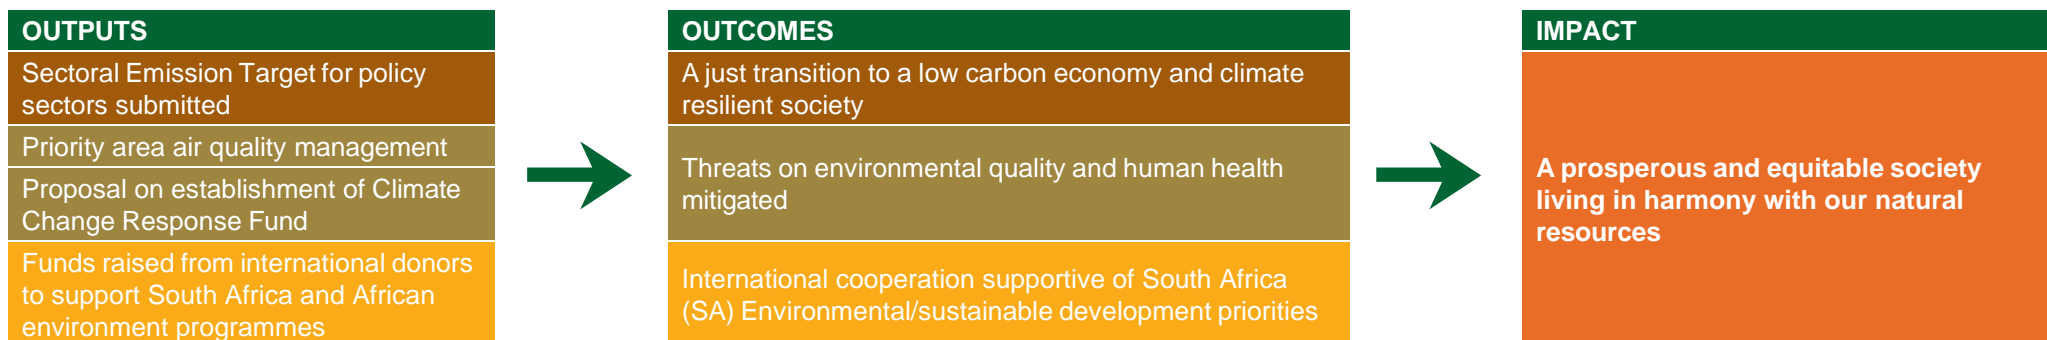 OUTPUTS
Sectoral Emission Target for policy
sectors submitted
Priority area air quality management
Proposal on establishment of Climate
Change Response Fund
Funds raised from international donors
to support South Africa and African
environment programmes
OUTCOMES
A just transition to a low carbon economy and climate
resilient society
Threats on environmental quality and human health
mitigated
International cooperation supportive of South Africa
(SA) Environmental/sustainable development priorities
IMPACT
A prosperous and equitable society
living in harmony with our natural
resources